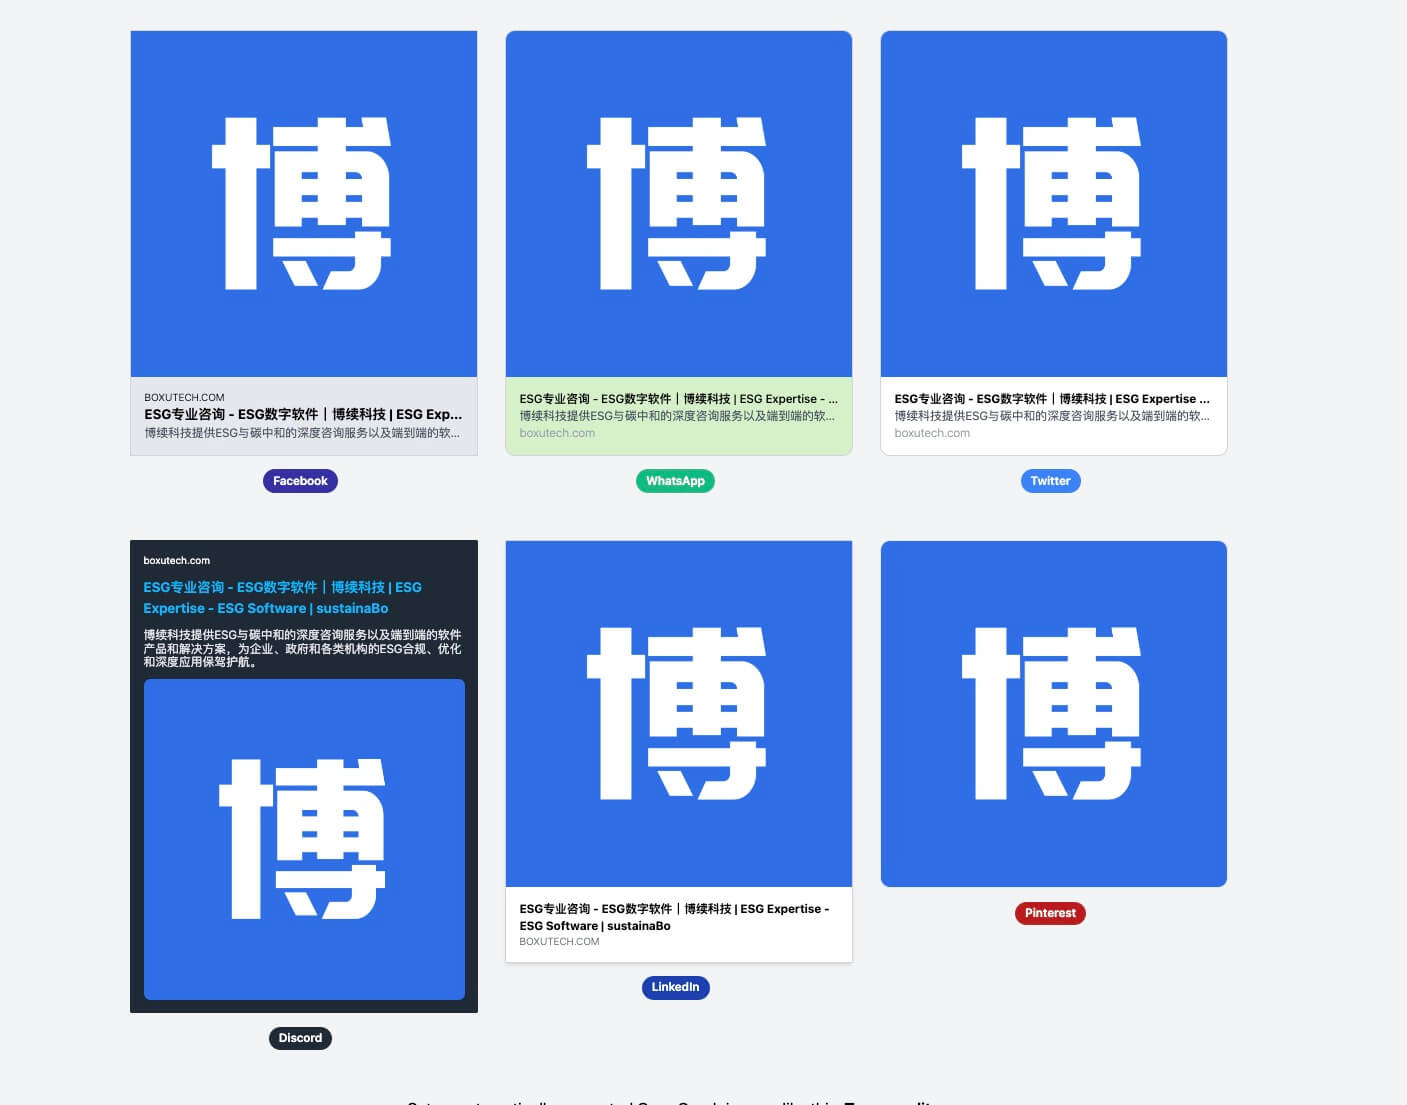 博
BOXUTECH.COM
ESG专业咨询 - ESG数字软件｜博续科技 | ESG Exp...
博续科技提供ESG与碳中和的深度咨询服务以及端到端的软...
Facebook
博
ESG专业咨询 - ESG数字软件｜博续科技 | ESG Expertise - ...
博续科技提供ESG与碳中和的深度咨询服务以及端到端的软...
boxutech.com
WhatsApp
博
ESG专业咨询 - ESG数字软件｜博续科技 | ESG Expertise ...
博续科技提供ESG与碳中和的深度咨询服务以及端到端的软...
boxutech.com
Twitter
boxutech.com
ESG专业咨询 - ESG数字软件｜博续科技 | ESG
Expertise - ESG Software | sustainaBo
博续科技提供ESG与碳中和的深度咨询服务以及端到端的软件
产品和解决方案，为企业、政府和各类机构的ESG合规、优化
和深度应用保驾护航。
博
Discord
博
ESG专业咨询 - ESG数字软件｜博续科技 | ESG Expertise -
ESG Software | sustainaBo
BOXUTECH.COM
LinkedIn
博
Pinterest